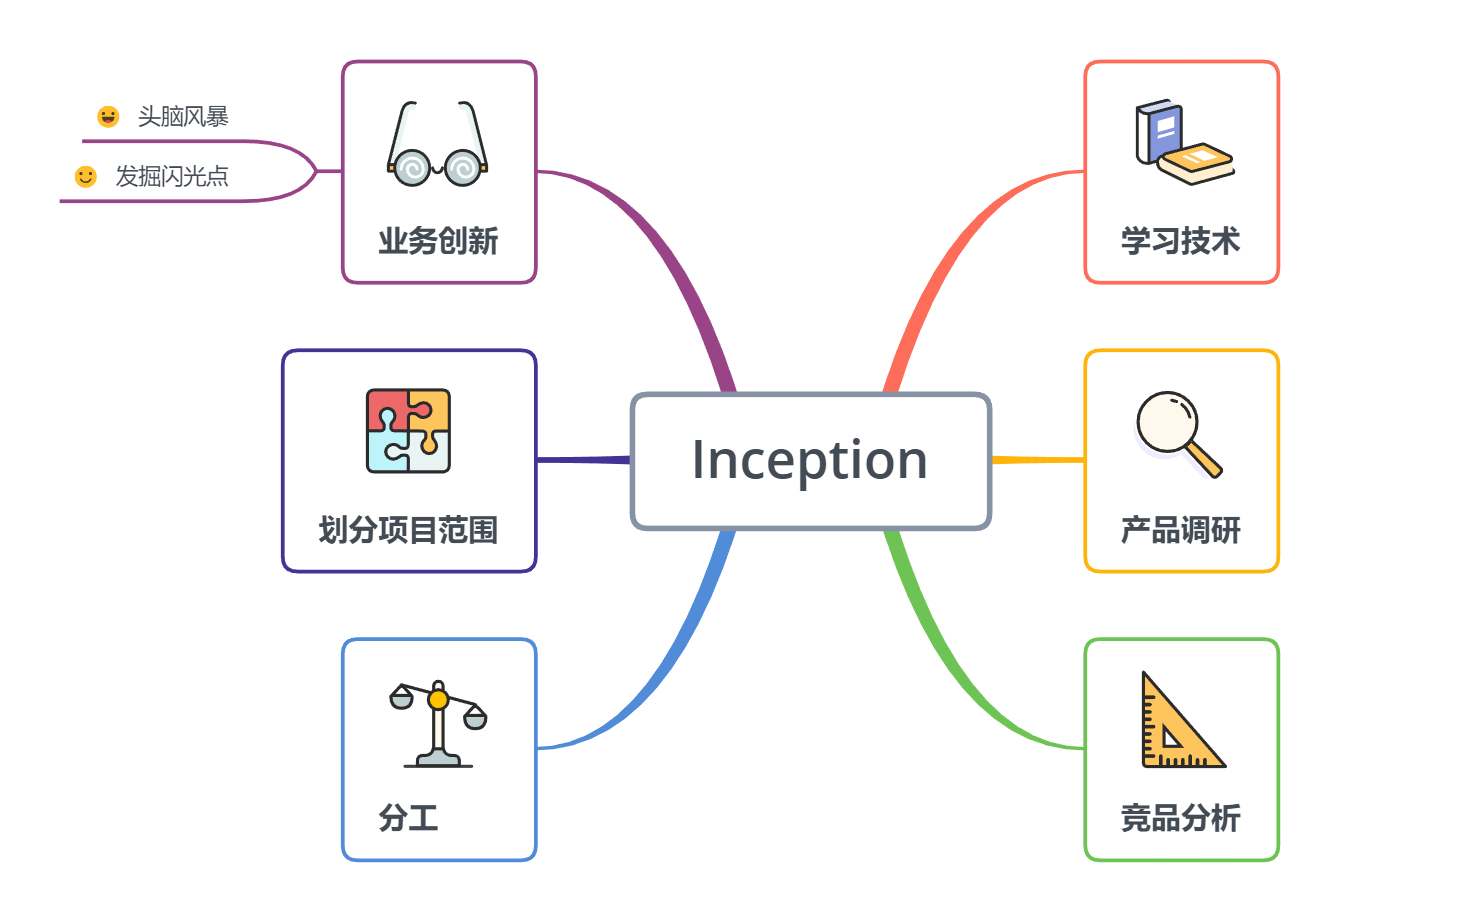 头脑风暴
发掘闪光点
业务创新
划分项目范围
分工
Inception
学习技术
产品调研
竞品分析